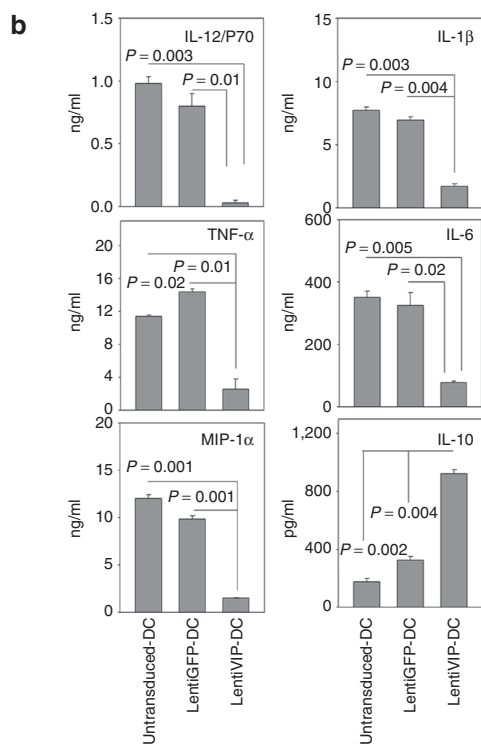 b
IL-12/P70
P = 0.003
P = 0.01
ng/ml
1.5
1.0
0.5
0.0
IL-1β
P = 0.003
P = 0.004
ng/ml
15
10
5
0
TNF-α
P = 0.01
P = 0.02
ng/ml
16
12
8
4
0
IL-6
P = 0.005
P = 0.02
ng/ml
600
400
200
0
MIP-1α
P = 0.001
P = 0.001
ng/ml
20
15
10
5
0
IL-10
P = 0.004
P = 0.002
pg/ml
1,200
800
400
0
Untransduced-DC
LentiGFP-DC
LentiVIP-DC
Untransduced-DC
LentiGFP-DC
LentiVIP-DC